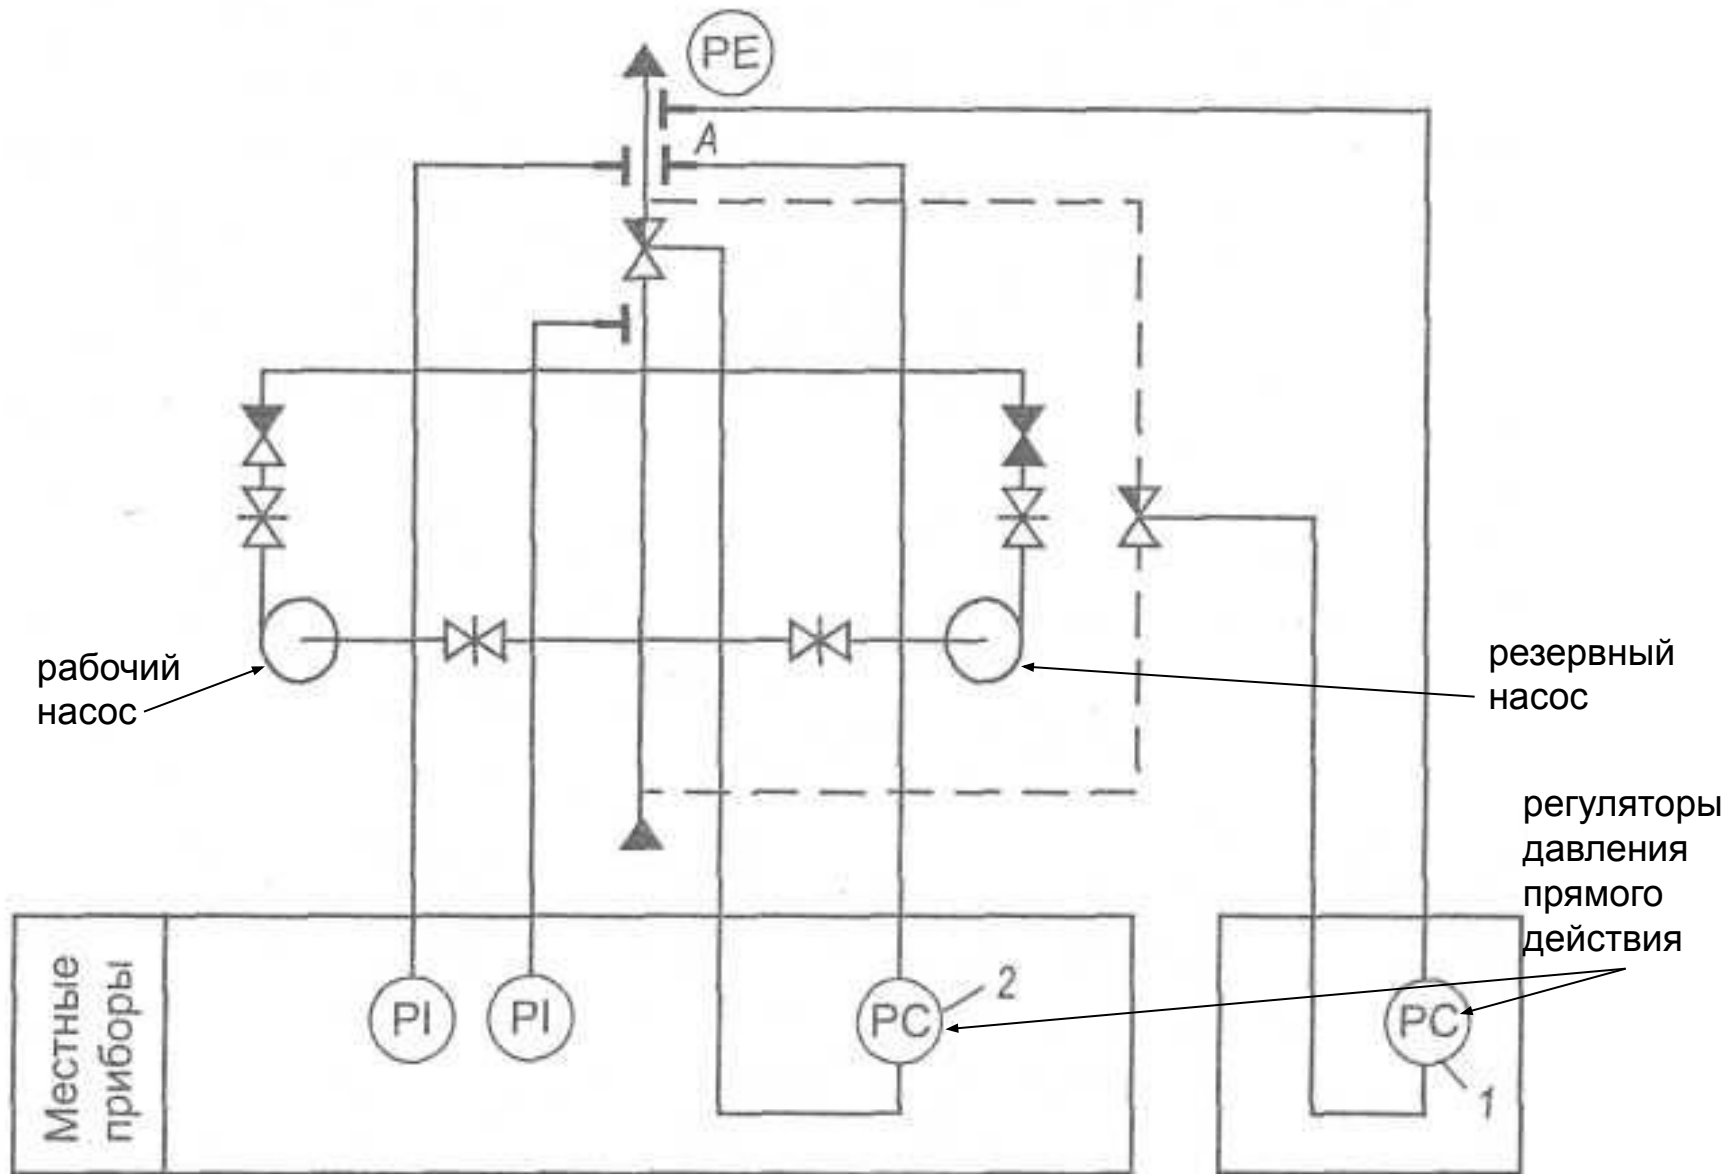 PE
A
рабочий
насос
резервный
насос
регуляторы
давления
прямого
действия
Местные
приборы
PI
PI
PC
2
PC
1